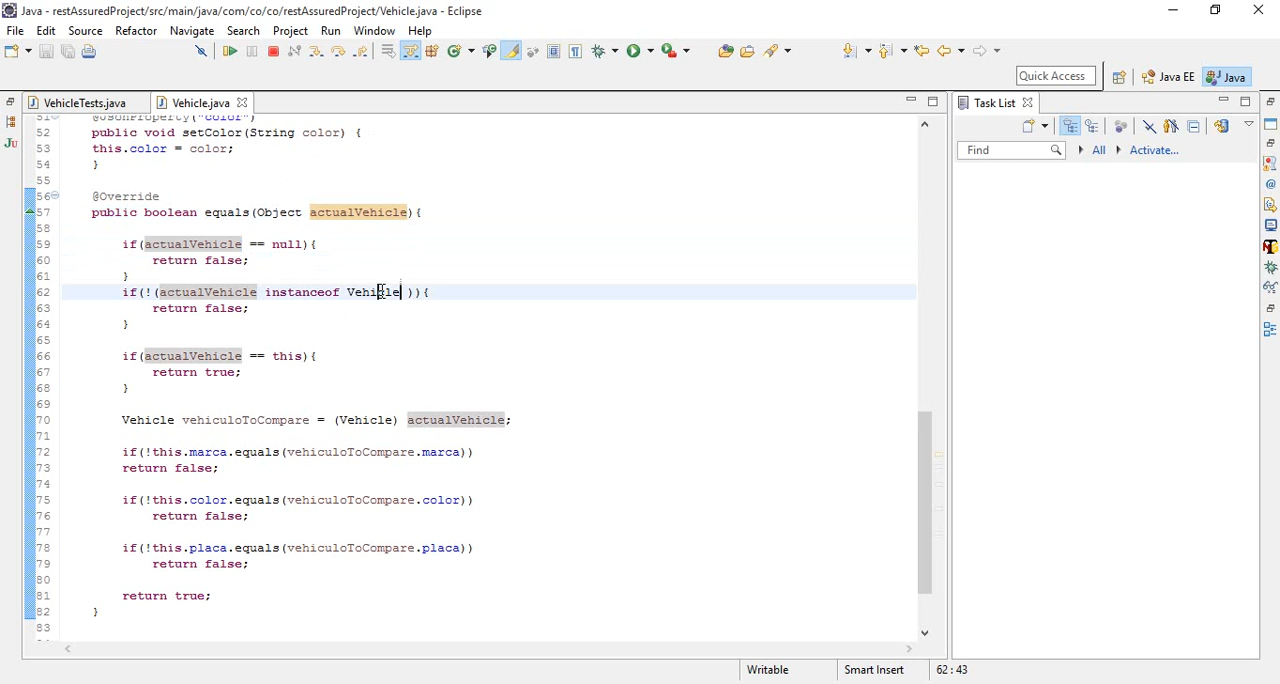 Java - restAssuredProject/src/main/java/com/co/co/restAssuredProject/Vehicle.java - Eclipse
File Edit Source Refactor Navigate Search Project Run Window Help
Quick Access Java EE Java
VehicleTests.java Vehicle.java
51 @JsonProperty("color")
52 public void setColor(String color) {
53 this.color = color;
54 }
55
56 @Override
57 public boolean equals(Object actualVehicle){
58
59 if(actualVehicle == null){
60 return false;
61 }
62 if(!(actualVehicle instanceof Vehicle )){
63 return false;
64 }
65
66 if(actualVehicle == this){
67 return true;
68 }
69
70 Vehicle vehiculoToCompare = (Vehicle) actualVehicle;
71
72 if(!this.marca.equals(vehiculoToCompare.marca))
73 return false;
74
75 if(!this.color.equals(vehiculoToCompare.color))
76 return false;
77
78 if(!this.placa.equals(vehiculoToCompare.placa))
79 return false;
80
81 return true;
82 }
83
Task List
Find All Activate...
Writable Smart Insert 62 : 43